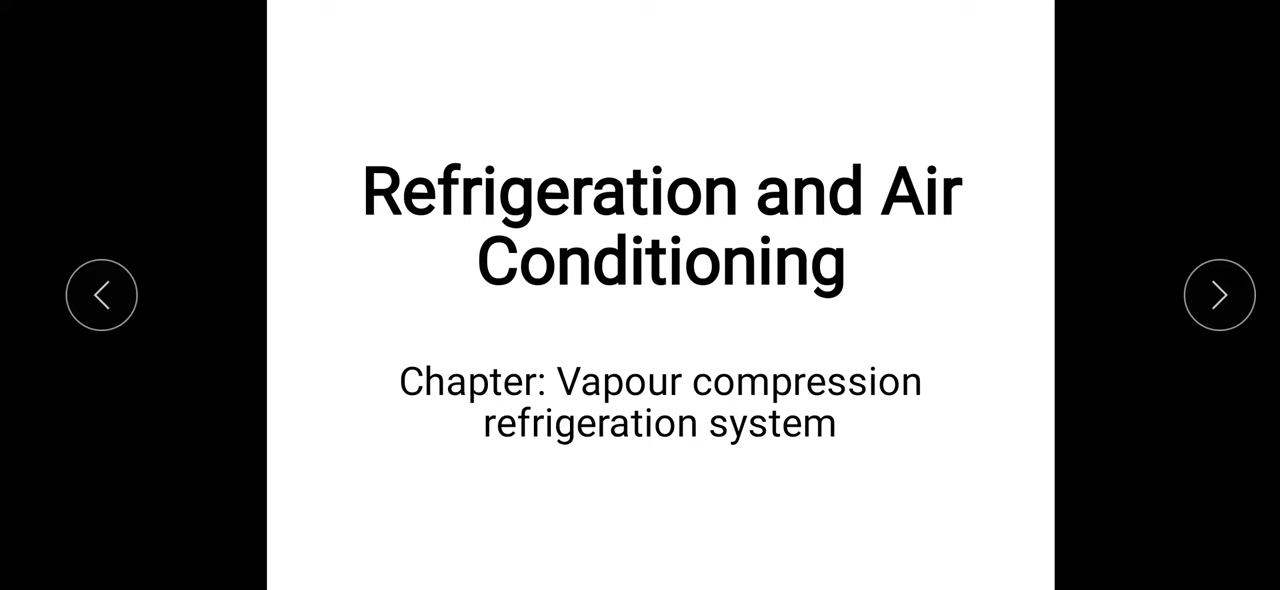 Refrigeration and Air
Conditioning
Chapter: Vapour compression
refrigeration system